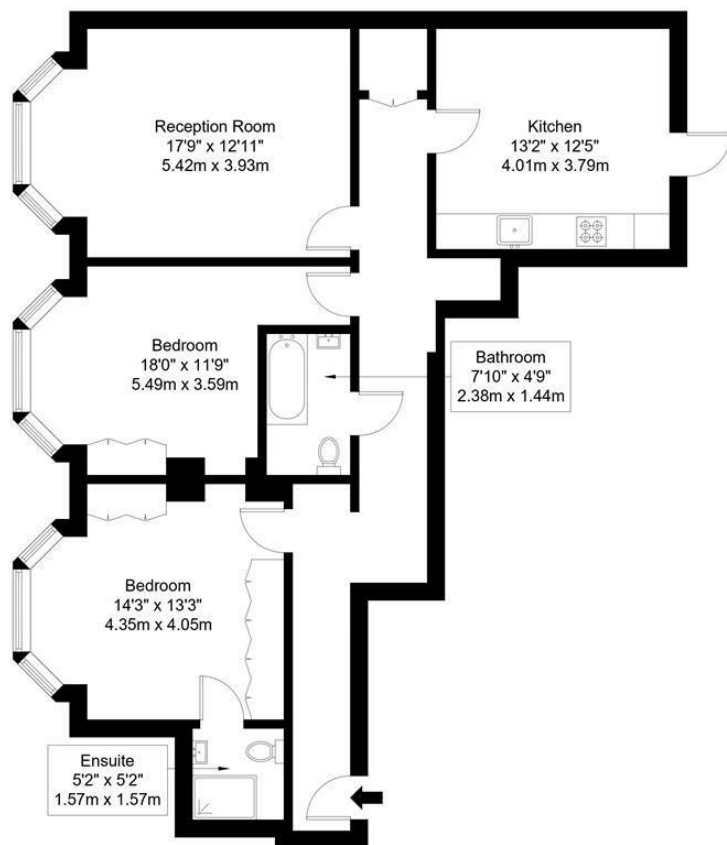 Reception Room
17'9" x 12'11"
5.42m x 3.93m
Kitchen
13'2" x 12'5"
4.01m x 3.79m
Bedroom
18'0" x 11'9"
5.49m x 3.59m
Bathroom
7'10" x 4'9"
2.38m x 1.44m
Bedroom
14'3" x 13'3"
4.35m x 4.05m
Ensuite
5'2" x 5'2"
1.57m x 1.57m